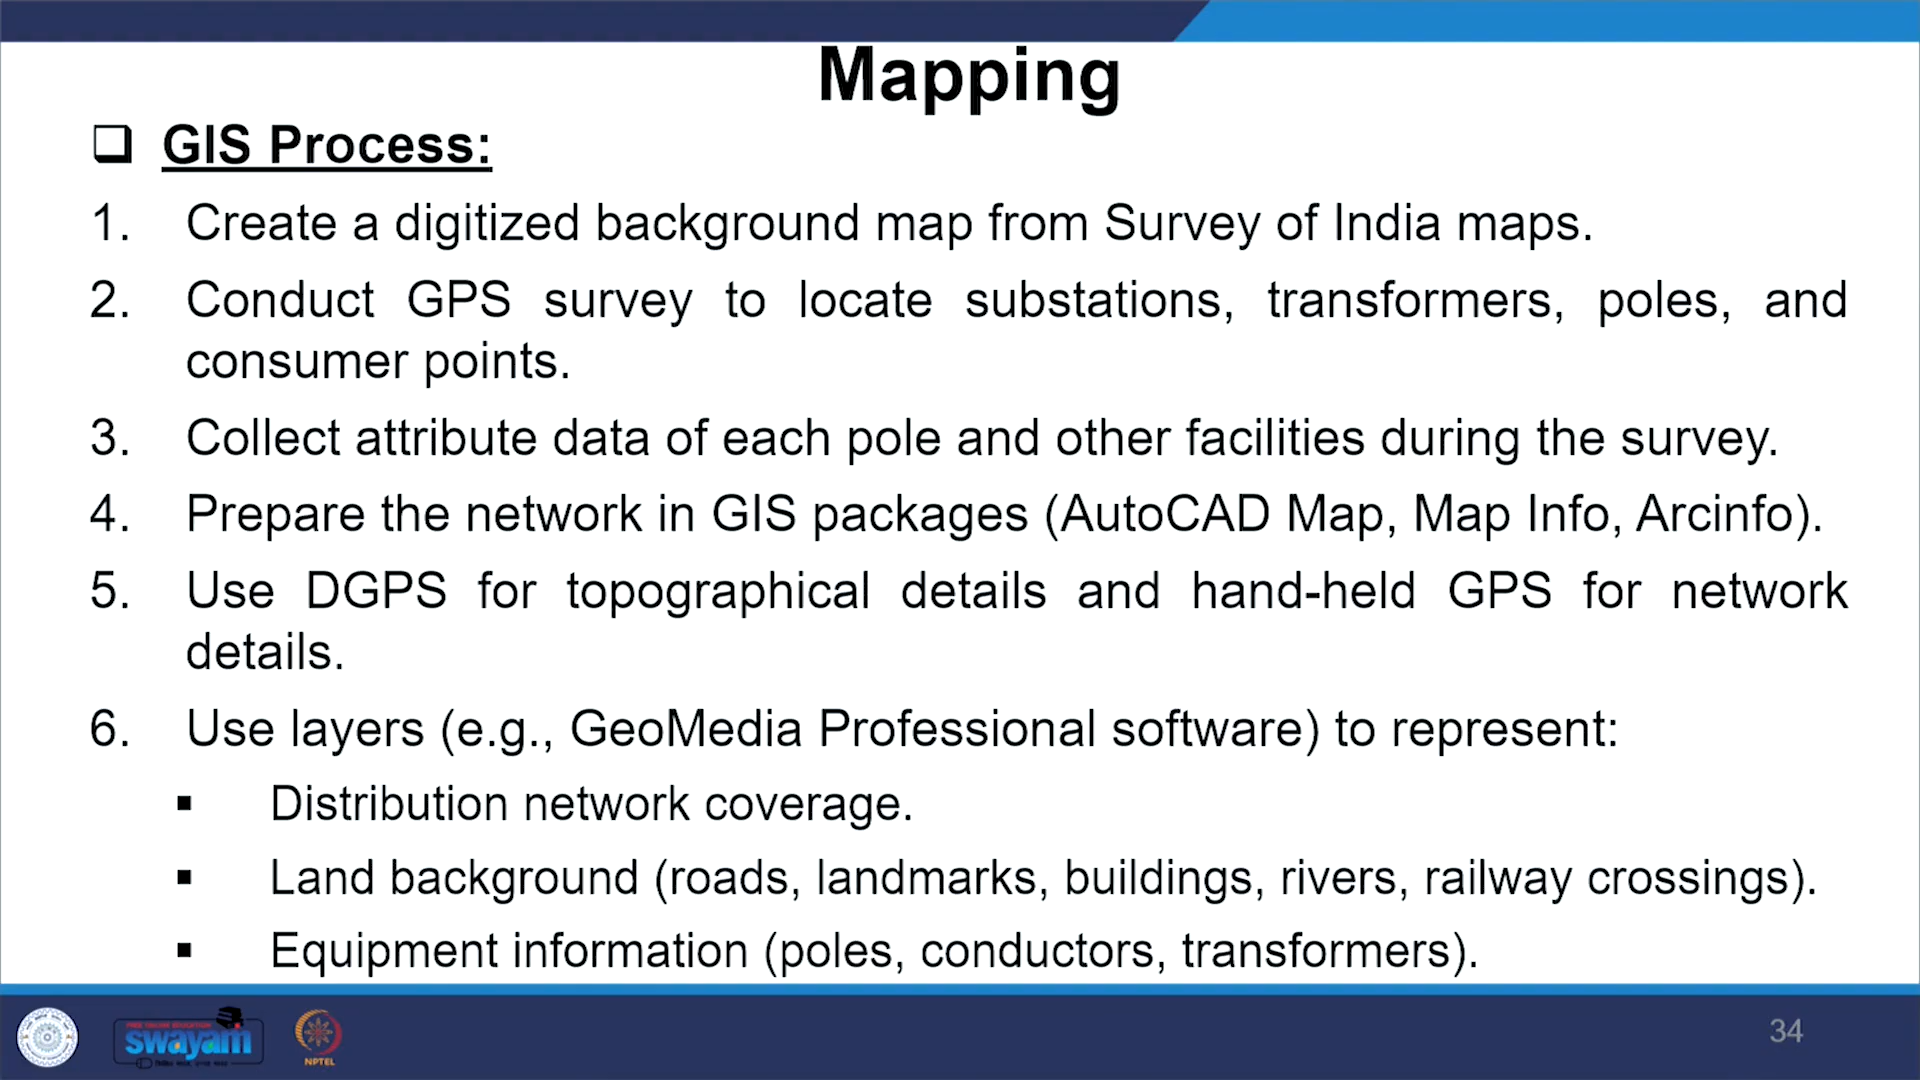 Mapping
❑ GIS Process:
1. Create a digitized background map from Survey of India maps.
2. Conduct GPS survey to locate substations, transformers, poles, and
consumer points.
3. Collect attribute data of each pole and other facilities during the survey.
4. Prepare the network in GIS packages (AutoCAD Map, Map Info, Arcinfo).
5. Use DGPS for topographical details and hand-held GPS for network
details.
6. Use layers (e.g., GeoMedia Professional software) to represent:
▪ Distribution network coverage.
▪ Land background (roads, landmarks, buildings, rivers, railway crossings).
▪ Equipment information (poles, conductors, transformers).
swayam
NPTEL
34